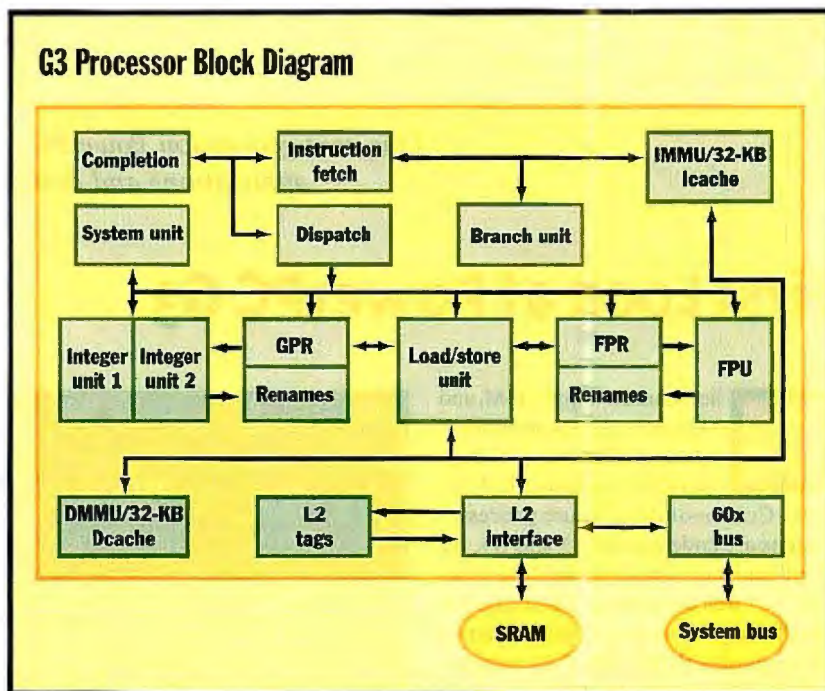 G3 Processor Block Diagram
Completion
Instruction
fetch
IMMU/32-KB
Icache
System unit
Dispatch
Branch unit
Integer
unit 1
Integer
unit 2
GPR
Renames
Load/store
unit
FPR
Renames
FPU
DMMU/32-KB
Dcache
L2
tags
L2
interface
60x
bus
SRAM
System bus